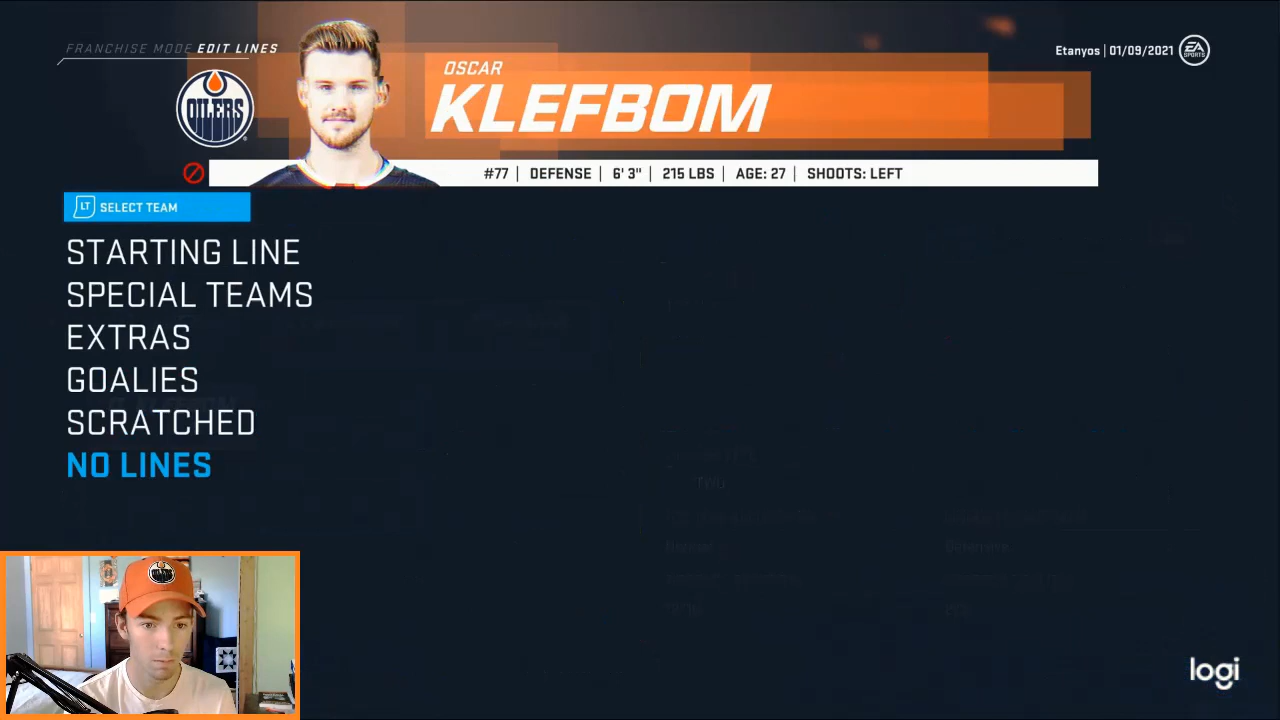 FRANCHISE MODE EDIT LINES
Etanyos | 01/09/2021
EA SPORTS
OSCAR
KLEFBOM
OILERS
#77 | DEFENSE | 6' 3" | 215 LBS | AGE: 27 | SHOOTS: LEFT
LT SELECT TEAM
STARTING LINE
SPECIAL TEAMS
EXTRAS
GOALIES
SCRATCHED
NO LINES
logi